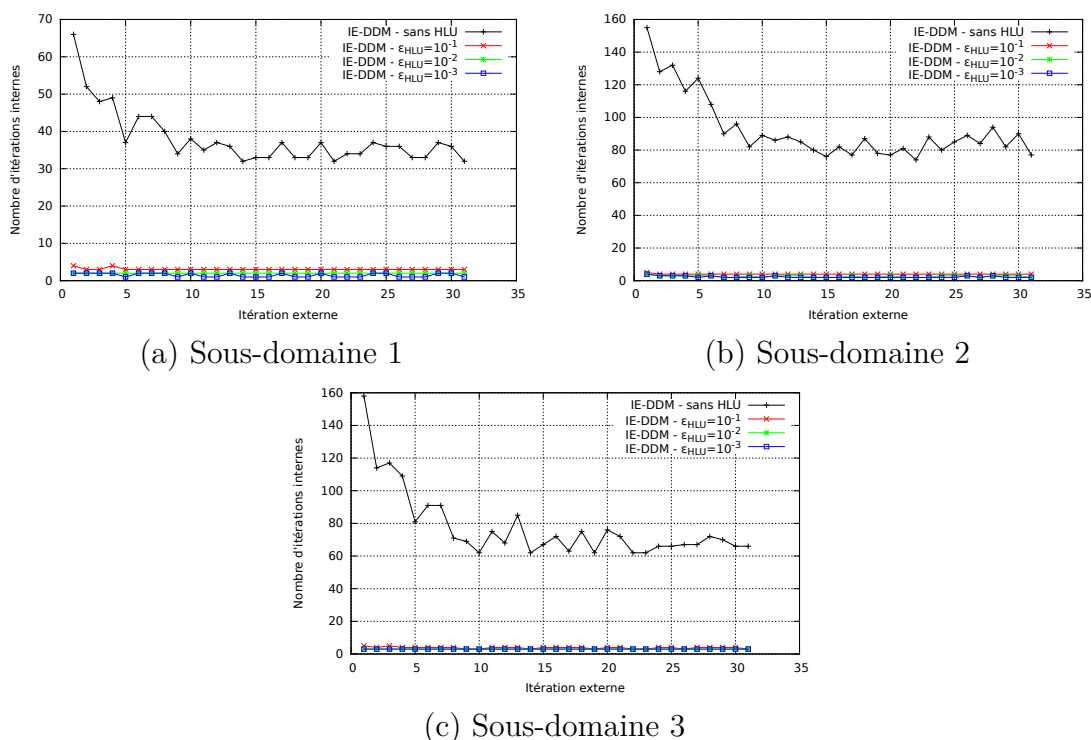 70
60
50
40
30
20
10
0
0 5 10 15 20 25 30 35
Nombre d'itérations internes
Itération externe
IE-DDM - sans HLU
IE-DDM - εHLU=10-1
IE-DDM - εHLU=10-2
IE-DDM - εHLU=10-3
(a) Sous-domaine 1
160
140
120
100
80
60
40
20
0
0 5 10 15 20 25 30 35
Nombre d'itérations internes
Itération externe
IE-DDM - sans HLU
IE-DDM - εHLU=10-1
IE-DDM - εHLU=10-2
IE-DDM - εHLU=10-3
(b) Sous-domaine 2
160
140
120
100
80
60
40
20
0
0 5 10 15 20 25 30 35
Nombre d'itérations internes
Itération externe
IE-DDM - sans HLU
IE-DDM - εHLU=10-1
IE-DDM - εHLU=10-2
IE-DDM - εHLU=10-3
(c) Sous-domaine 3